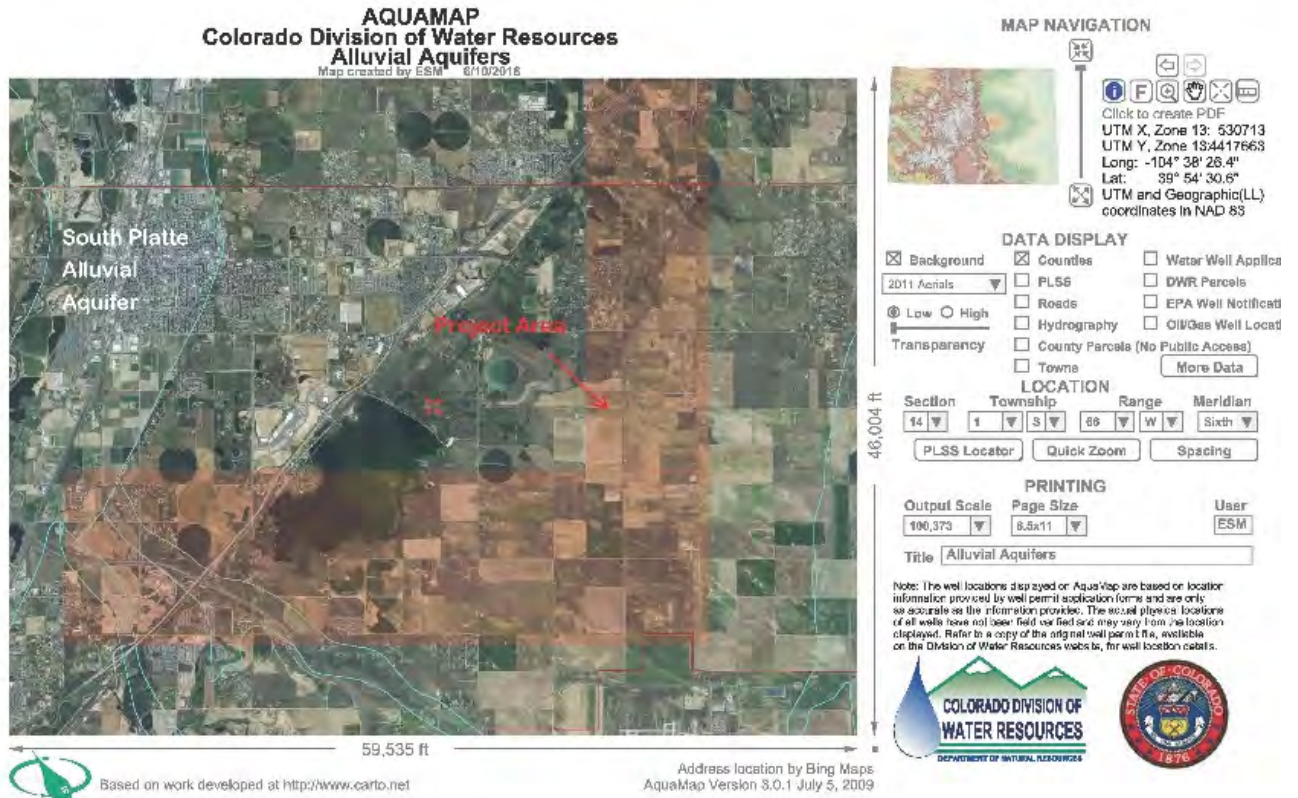 AQUAMAP
Colorado Division of Water Resources
Alluvial Aquifers
Map created by ESM 6/10/2016
South Platte
Alluvial
Aquifer
Project Area
46,004 ft
59,535 ft
Based on work developed at http://www.carto.net
Address location by Bing Maps
AquaMap Version 3.0.1 July 5, 2009
MAP NAVIGATION
i F
Click to create PDF
UTM X, Zone 13: 530713
UTM Y, Zone 13:4417663
Long: -104° 38' 26.4"
Lat: 39° 54' 30.6"
UTM and Geographic(LL)
coordinates in NAD 83
DATA DISPLAY
Background
2011 Aerials
Low High
Transparency
Counties
PLSS
Roads
Hydrography
County Parcels (No Public Access)
Towns
Water Well Applica
DWR Parcels
EPA Well Notificati
Oil/Gas Well Locati
More Data
LOCATION
Section Township Range Meridian
14 1 S 66 W Sixth
PLSS Locator Quick Zoom Spacing
PRINTING
Output Scale Page Size User
100,373 8.5x11 ESM
Title Alluvial Aquifers
Note: The well locations displayed on AquaMap are based on location
information provided by well permit application forms and are only
as accurate as the information provided. The actual physical locations
of all wells have not been field verified and may vary from the location
displayed. Refer to a copy of the original well permit file, available
on the Division of Water Resources website, for well location details.
COLORADO DIVISION OF
WATER RESOURCES
DEPARTMENT OF NATURAL RESOURCES
STATE OF COLORADO
1876